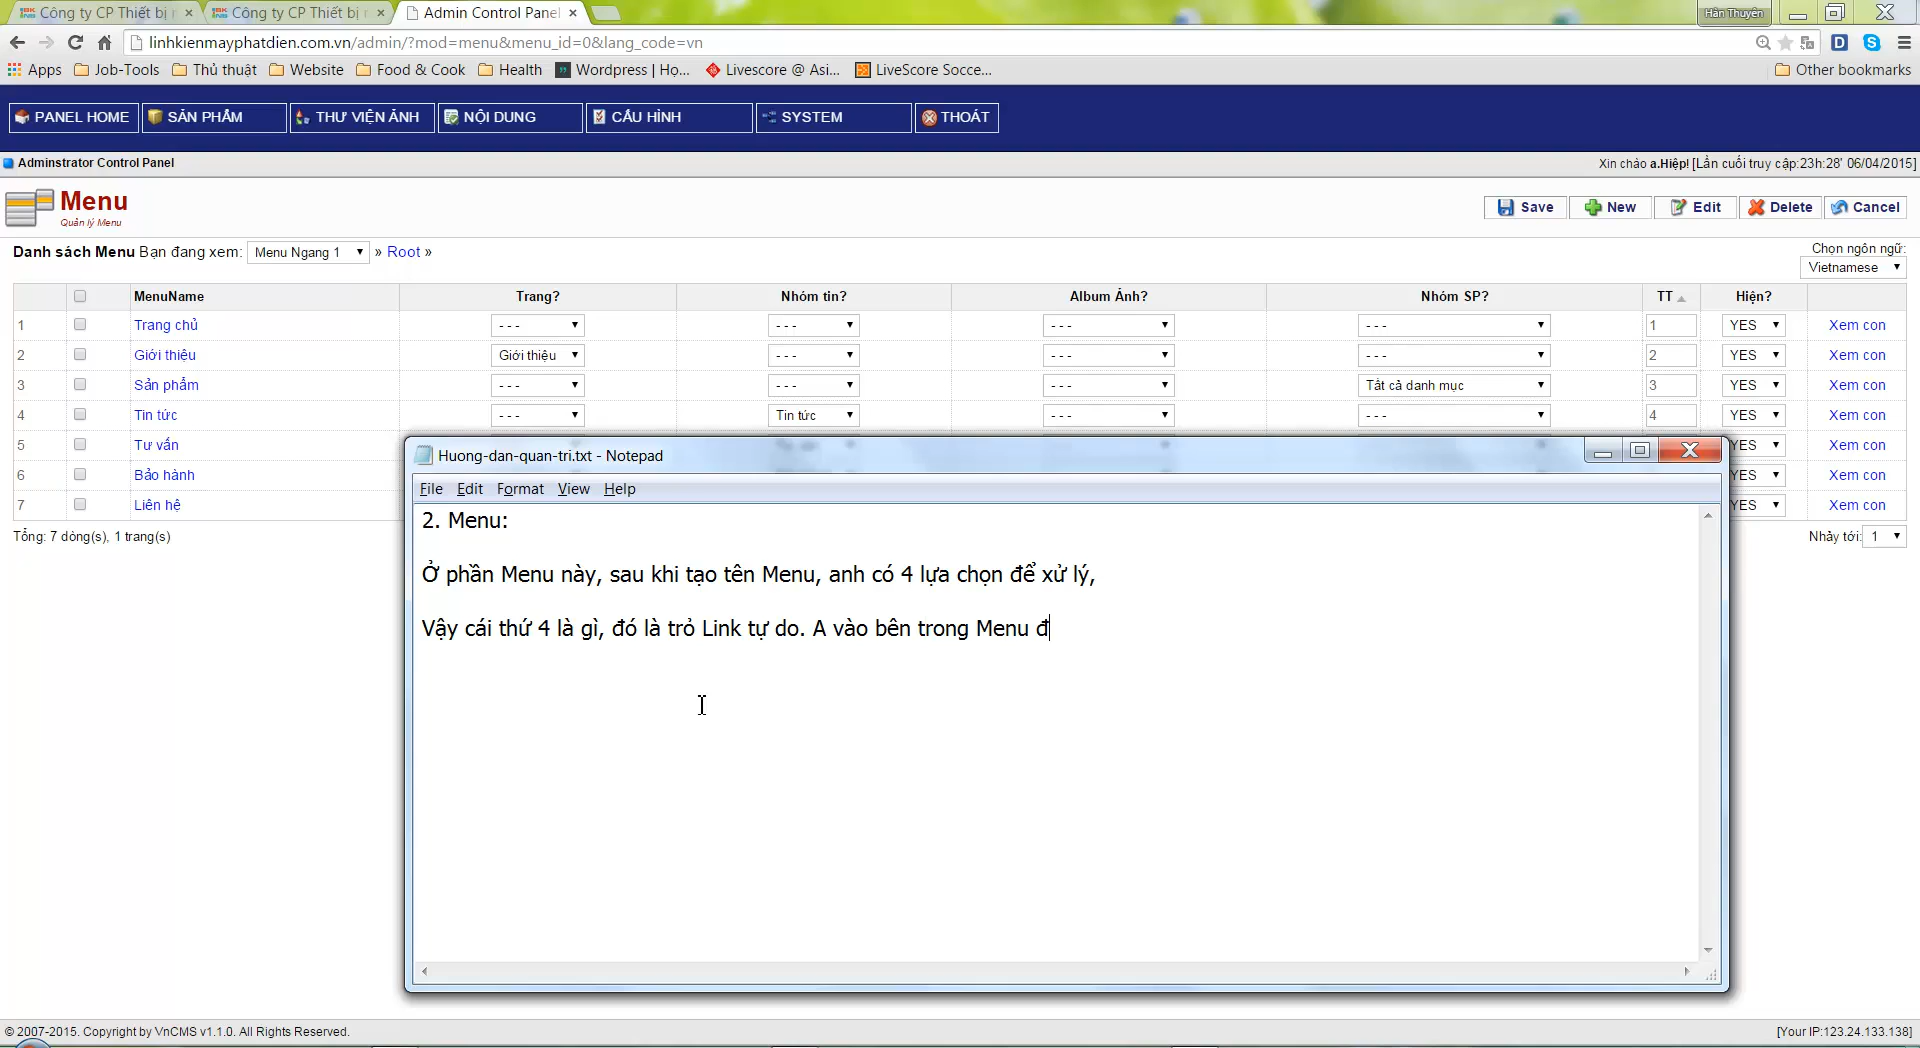 Công ty CP Thiết bị
Công ty CP Thiết bị
Admin Control Panel
Hân Thuyên
linhkienmayphatdien.com.vn/admin/?mod=menu&menu_id=0&lang_code=vn
Apps Job-Tools Thủ thuật Website Food & Cook Health Wordpress | Họ... Livescore @ Asi... LiveScore Socce... Other bookmarks
PANEL HOME SẢN PHẨM THƯ VIỆN ẢNH NỘI DUNG CẤU HÌNH SYSTEM THOÁT
Adminstrator Control Panel Xin chào a.Hiệp! [Lần cuối truy cập:23h:28' 06/04/2015]
Menu
Quản lý Menu
Save New Edit Delete Cancel
Danh sách Menu Bạn đang xem: Menu Ngang 1 » Root »
Chọn ngôn ngữ:
Vietnamese
MenuName Trang? Nhóm tin? Album Ảnh? Nhóm SP? TT Hiện?
1 Trang chủ - - - - - - - - - - - - 1 YES Xem con
2 Giới thiệu Giới thiệu - - - - - - - - - 2 YES Xem con
3 Sản phẩm - - - - - - - - - Tất cả danh mục 3 YES Xem con
4 Tin tức - - - Tin tức - - - - - - 4 YES Xem con
5 Tư vấn YES Xem con
6 Bảo hành YES Xem con
7 Liên hệ YES Xem con
Tổng: 7 dòng(s), 1 trang(s) Nhảy tới: 1
Huong-dan-quan-tri.txt - Notepad
File Edit Format View Help
2. Menu:
Ở phần Menu này, sau khi tạo tên Menu, anh có 4 lựa chọn để xử lý,
Vậy cái thứ 4 là gì, đó là trỏ Link tự do. A vào bên trong Menu đ
© 2007-2015. Copyright by VnCMS v1.1.0. All Rights Reserved. [Your IP:123.24.133.138]